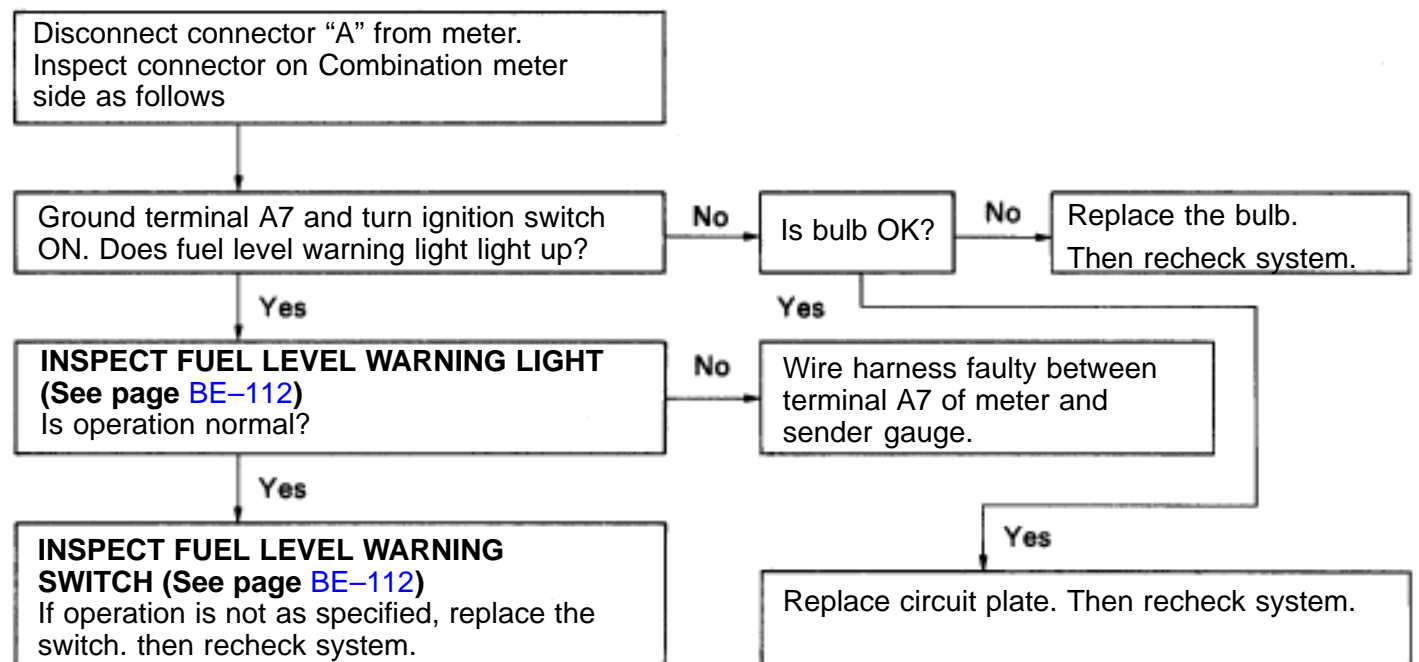 Disconnect connector “A” from meter.
Inspect connector on Combination meter
side as follows
Ground terminal A7 and turn ignition switch
ON. Does fuel level warning light light up?
No
Is bulb OK?
No
Replace the bulb.
Then recheck system.
Yes
Yes
INSPECT FUEL LEVEL WARNING LIGHT
(See page BE–112)
Is operation normal?
No
Wire harness faulty between
terminal A7 of meter and
sender gauge.
Yes
Yes
INSPECT FUEL LEVEL WARNING
SWITCH (See page BE–112)
If operation is not as specified, replace the
switch. then recheck system.
Replace circuit plate. Then recheck system.